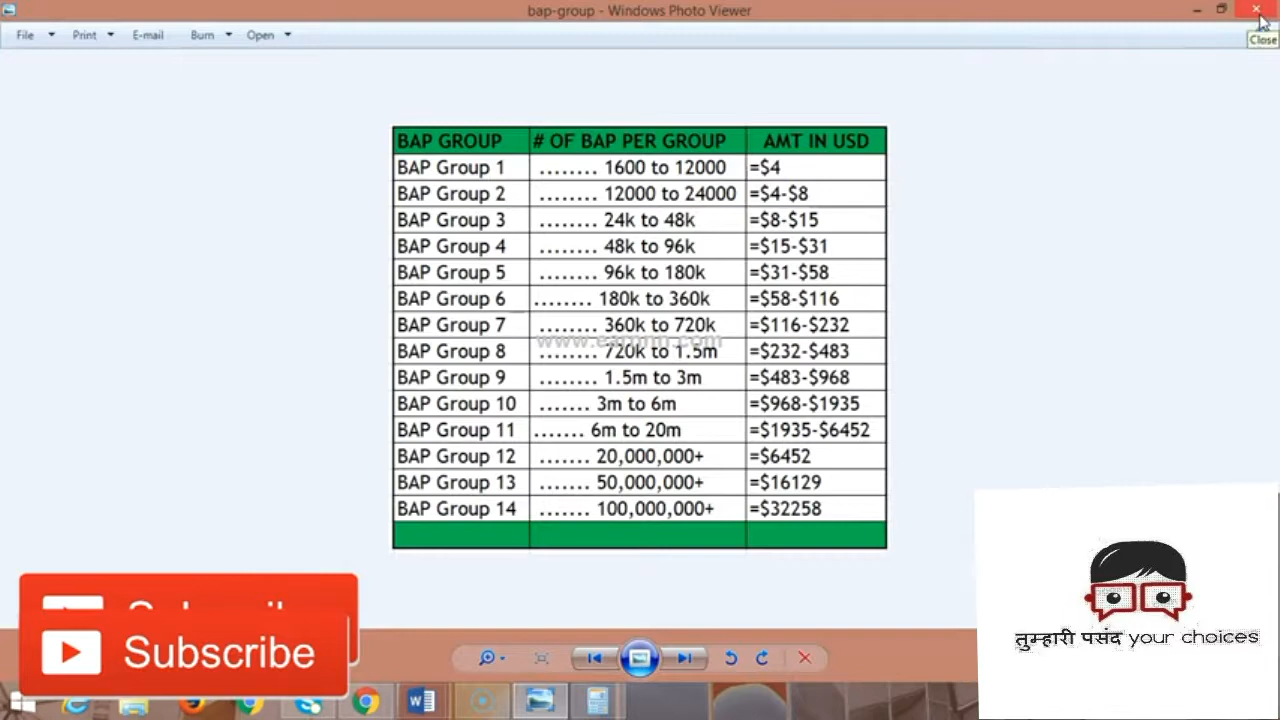 bap-group - Windows Photo Viewer
File Print E-mail Burn Open
Close
BAP GROUP # OF BAP PER GROUP AMT IN USD
BAP Group 1 ........ 1600 to 12000 =$4
BAP Group 2 ........ 12000 to 24000 =$4-$8
BAP Group 3 ........ 24k to 48k =$8-$15
BAP Group 4 ........ 48k to 96k =$15-$31
BAP Group 5 ........ 96k to 180k =$31-$58
BAP Group 6 ........ 180k to 360k =$58-$116
BAP Group 7 ........ 360k to 720k =$116-$232
BAP Group 8 ........ 720k to 1.5m =$232-$483
BAP Group 9 ........ 1.5m to 3m =$483-$968
BAP Group 10 ....... 3m to 6m =$968-$1935
BAP Group 11 ....... 6m to 20m =$1935-$6452
BAP Group 12 ....... 20,000,000+ =$6452
BAP Group 13 ....... 50,000,000+ =$16129
BAP Group 14 ....... 100,000,000+ =$32258
Subscribe
तुम्हारी पसंद your choices